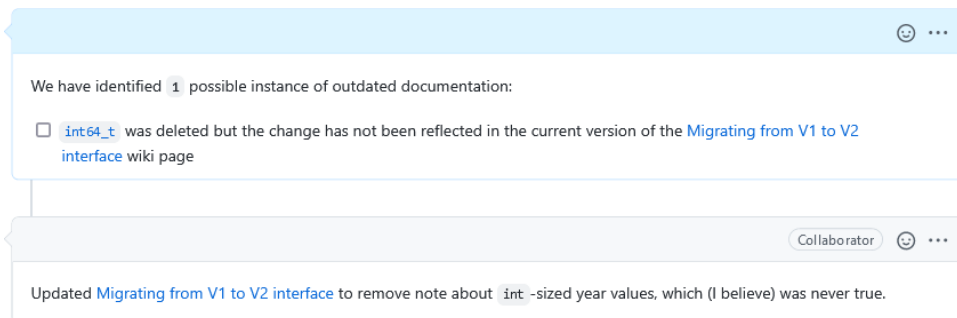 We have identified 1 possible instance of outdated documentation:
int64_t was deleted but the change has not been reflected in the current version of the Migrating from V1 to V2
interface wiki page
Collaborator
Updated Migrating from V1 to V2 interface to remove note about int -sized year values, which (I believe) was never true.